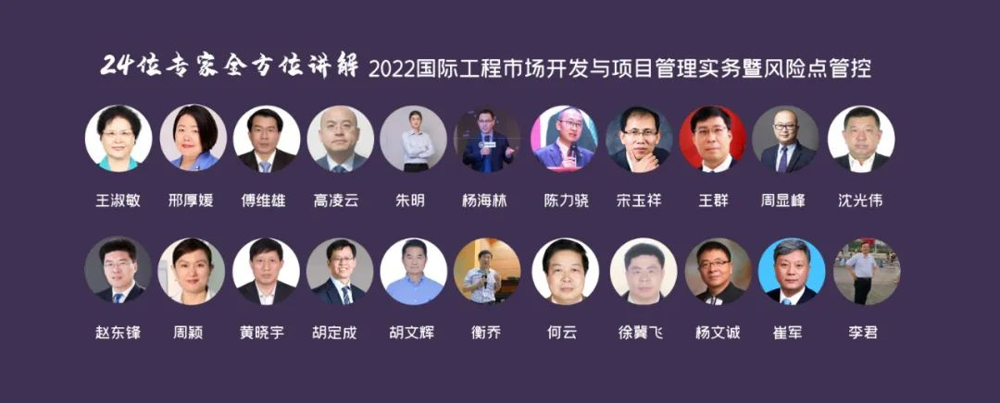 24位专家全方位讲解 2022国际工程市场开发与项目管理实务暨风险点管控
王淑敏 邢厚媛 傅维雄 高凌云 朱明 杨海林 陈力骁 宋玉祥 王群 周显峰 沈光伟
赵东锋 周颖 黄晓宇 胡定成 胡文辉 衡乔 何云 徐冀飞 杨文诚 崔军 李君